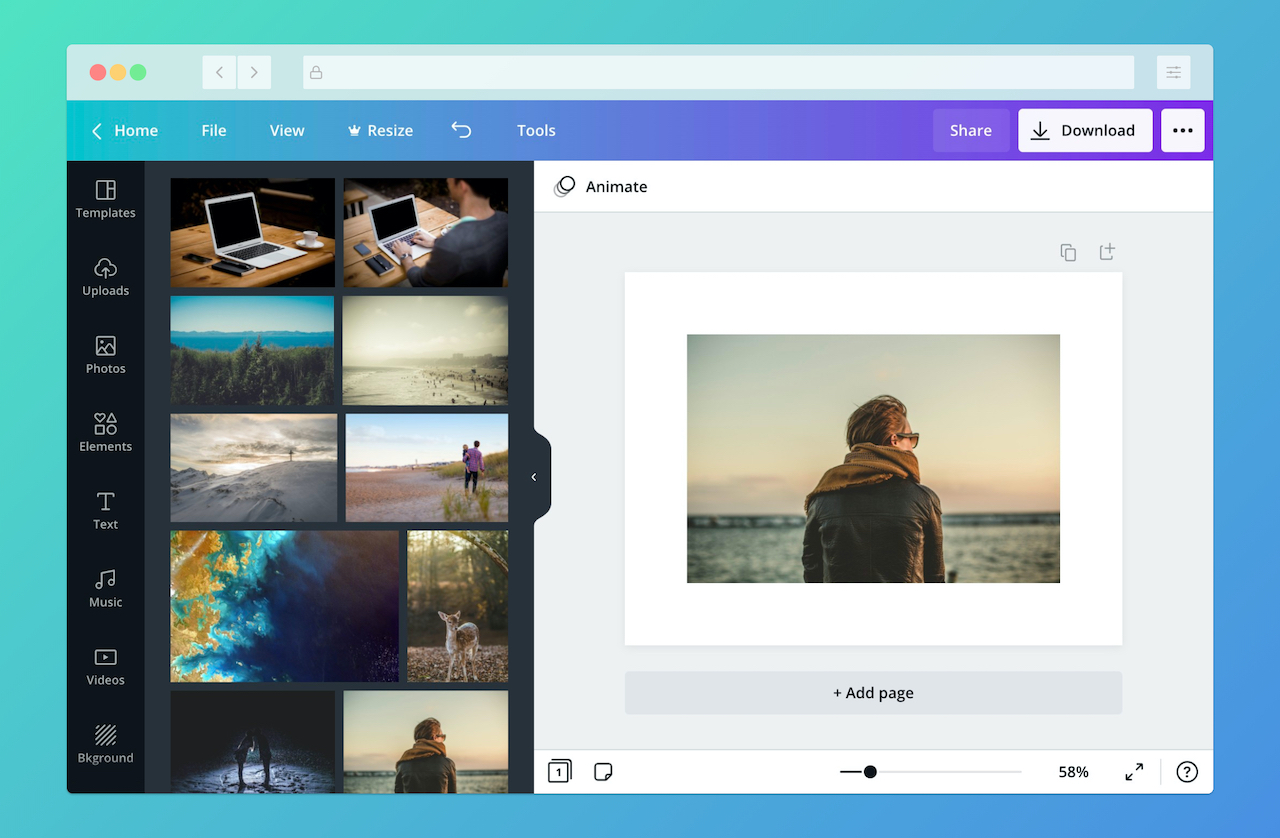 Home
File
View
Resize
Tools
Share
Download
Templates
Uploads
Photos
Elements
Text
Music
Videos
Bkground
Animate
+ Add page
1
58%
?